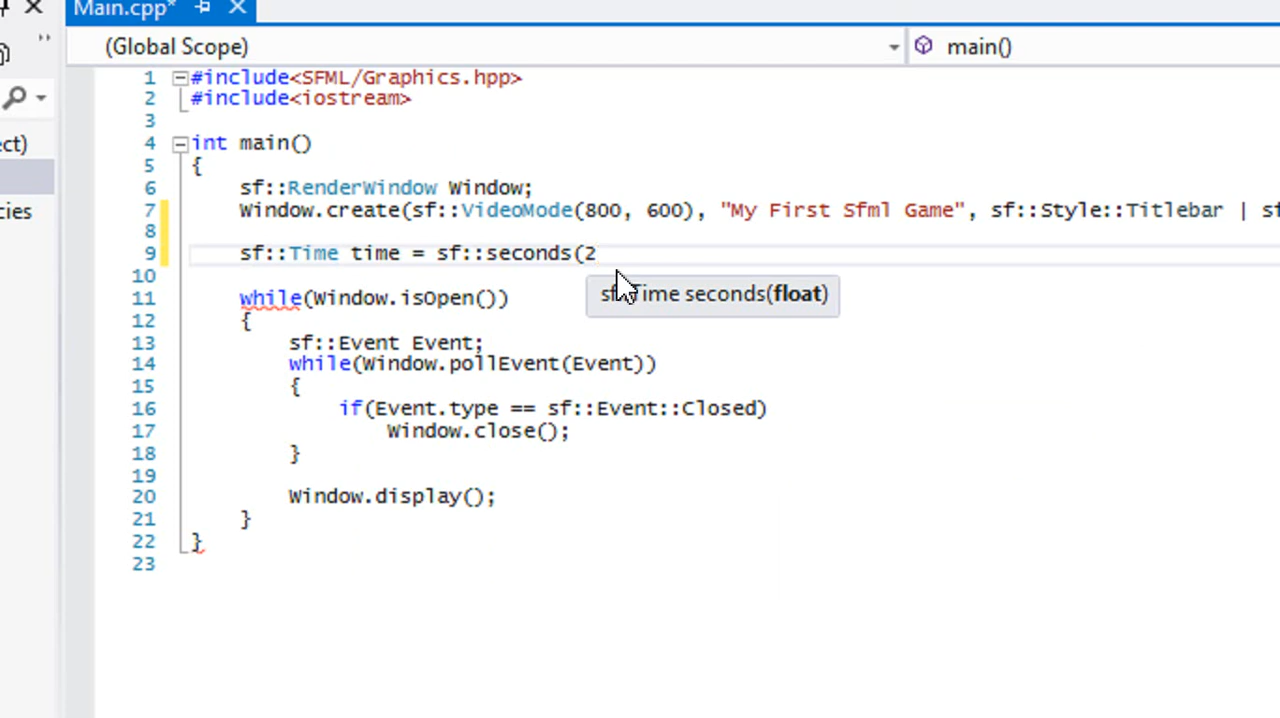 Main.cpp*
(Global Scope) main()
ect)
cies
1 #include<SFML/Graphics.hpp>
2 #include<iostream>
3
4 int main()
5 {
6 sf::RenderWindow Window;
7 Window.create(sf::VideoMode(800, 600), "My First Sfml Game", sf::Style::Titlebar | sf
8
9 sf::Time time = sf::seconds(2
10
sf::Time seconds(float)
11 while(Window.isOpen())
12 {
13 sf::Event Event;
14 while(Window.pollEvent(Event))
15 {
16 if(Event.type == sf::Event::Closed)
17 Window.close();
18 }
19
20 Window.display();
21 }
22 }
23